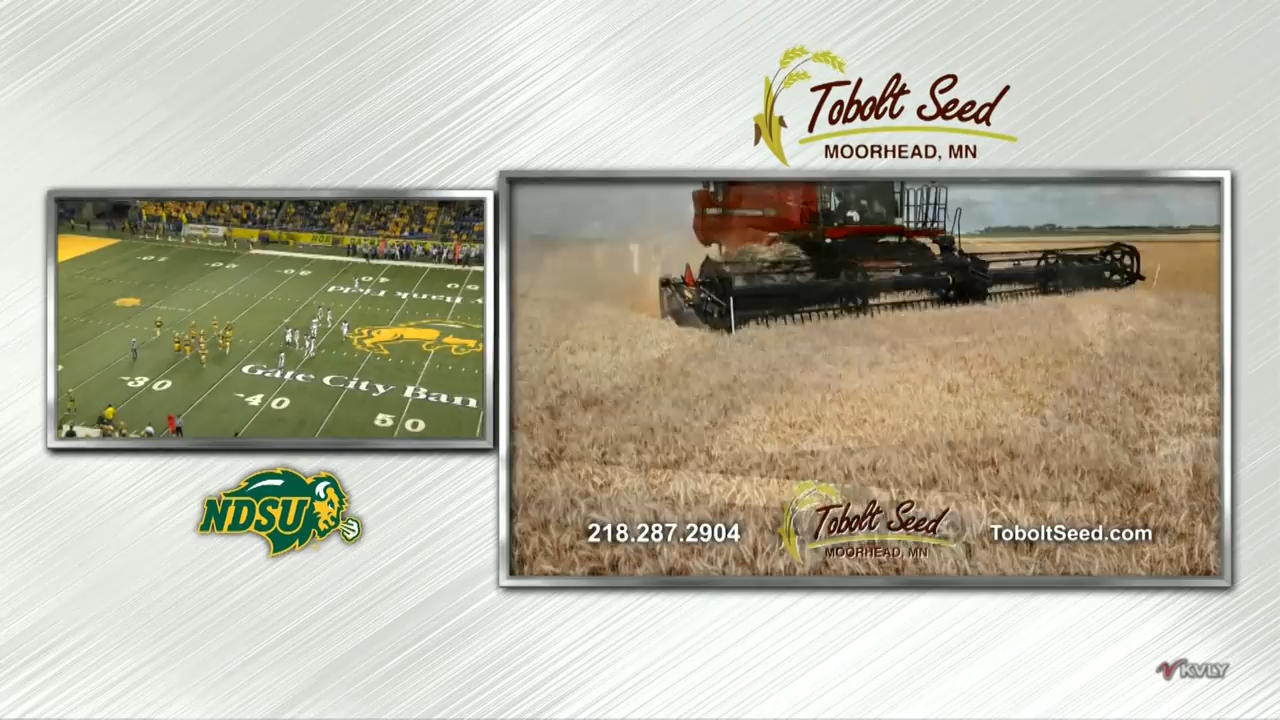 Tobolt Seed
MOORHEAD, MN
Gate City Ban
30
40
50
NDSU
218.287.2904
Tobolt Seed
MOORHEAD, MN
ToboltSeed.com
KVLY